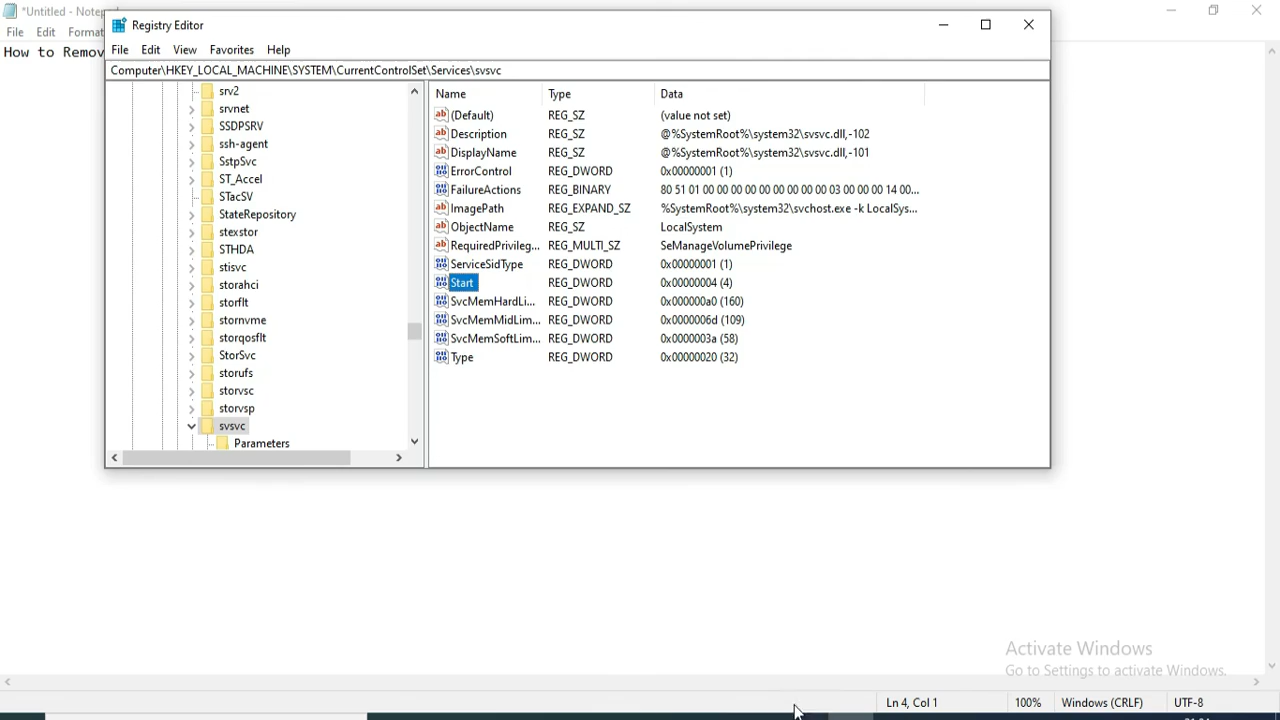 *Untitled - Notep
File Edit Format
How to Remov
Registry Editor
File Edit View Favorites Help
Computer\HKEY_LOCAL_MACHINE\SYSTEM\CurrentControlSet\Services\svsvc
srv2
srvnet
SSDPSRV
ssh-agent
SstpSvc
ST_Accel
STacSV
StateRepository
stexstor
STHDA
stisvc
storahci
storflt
stornvme
storqosflt
StorSvc
storufs
storvsc
storvsp
svsvc
Parameters
Name Type Data
(Default) REG_SZ (value not set)
Description REG_SZ @%SystemRoot%\system32\svsvc.dll,-102
DisplayName REG_SZ @%SystemRoot%\system32\svsvc.dll,-101
ErrorControl REG_DWORD 0x00000001 (1)
FailureActions REG_BINARY 80 51 01 00 00 00 00 00 00 00 00 00 03 00 00 00 14 00...
ImagePath REG_EXPAND_SZ %SystemRoot%\system32\svchost.exe -k LocalSys...
ObjectName REG_SZ LocalSystem
RequiredPrivileg... REG_MULTI_SZ SeManageVolumePrivilege
ServiceSidType REG_DWORD 0x00000001 (1)
Start REG_DWORD 0x00000004 (4)
SvcMemHardLi... REG_DWORD 0x000000a0 (160)
SvcMemMidLim... REG_DWORD 0x0000006d (109)
SvcMemSoftLim... REG_DWORD 0x0000003a (58)
Type REG_DWORD 0x00000020 (32)
Activate Windows
Go to Settings to activate Windows.
Ln 4, Col 1 100% Windows (CRLF) UTF-8